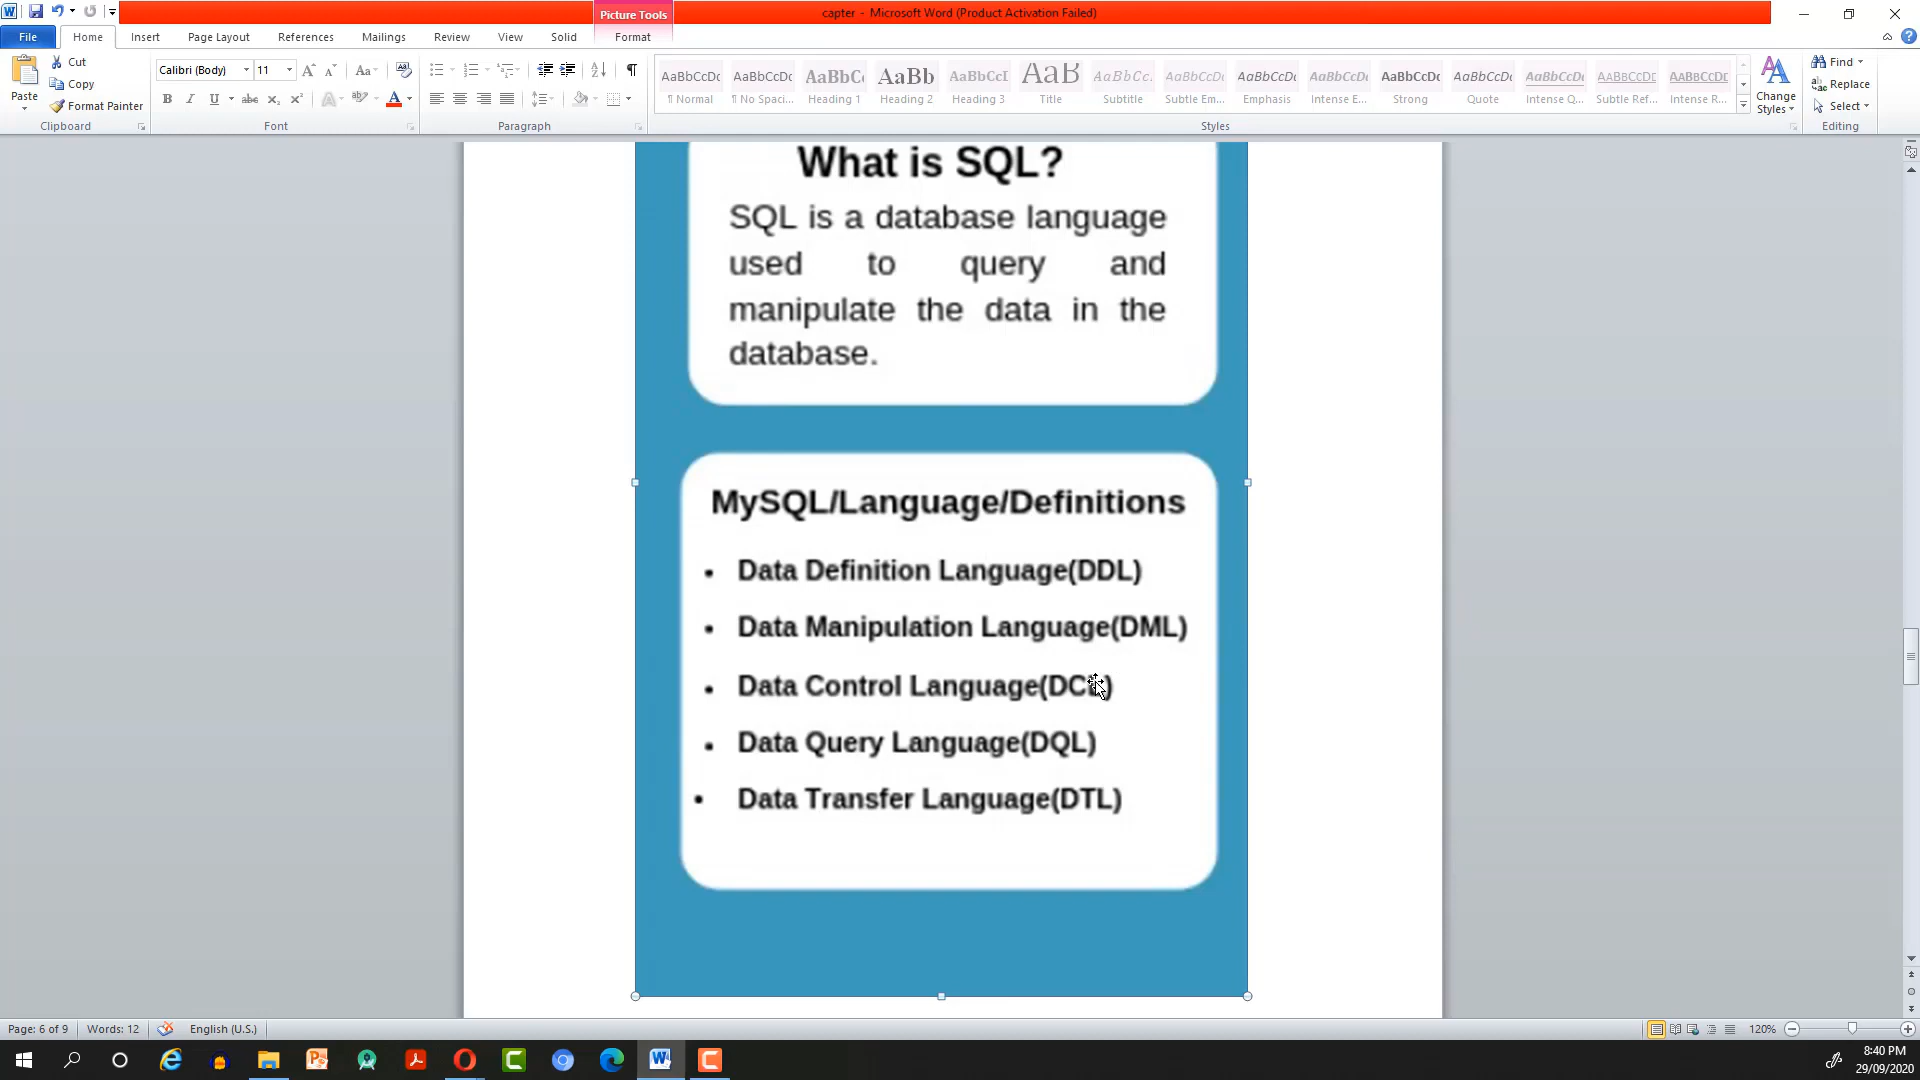 capter - Microsoft Word (Product Activation Failed)
Picture Tools
File Home Insert Page Layout References Mailings Review View Solid Format
Paste
Cut
Copy
Format Painter
Clipboard
Calibri (Body) 11
Font
Paragraph
AaBbCcDc AaBbCcDc AaBbC AaBb AaBbCcI AaB AaBbCc. AaBbCcDc AaBbCcDc AaBbCcDc AaBbCcDc AaBbCcDc AaBbCcDc AaBbCcDc AaBbCcDc
¶ Normal ¶ No Spaci... Heading 1 Heading 2 Heading 3 Title Subtitle Subtle Em... Emphasis Intense E... Strong Quote Intense Q... Subtle Ref... Intense R...
Change Styles
Styles
Find
Replace
Select
Editing
What is SQL?
SQL is a database language
used to query and
manipulate the data in the
database.
MySQL/Language/Definitions
• Data Definition Language(DDL)
• Data Manipulation Language(DML)
• Data Control Language(DCL)
• Data Query Language(DQL)
• Data Transfer Language(DTL)
Page: 6 of 9 Words: 12 English (U.S.) 120%
8:40 PM
29/09/2020